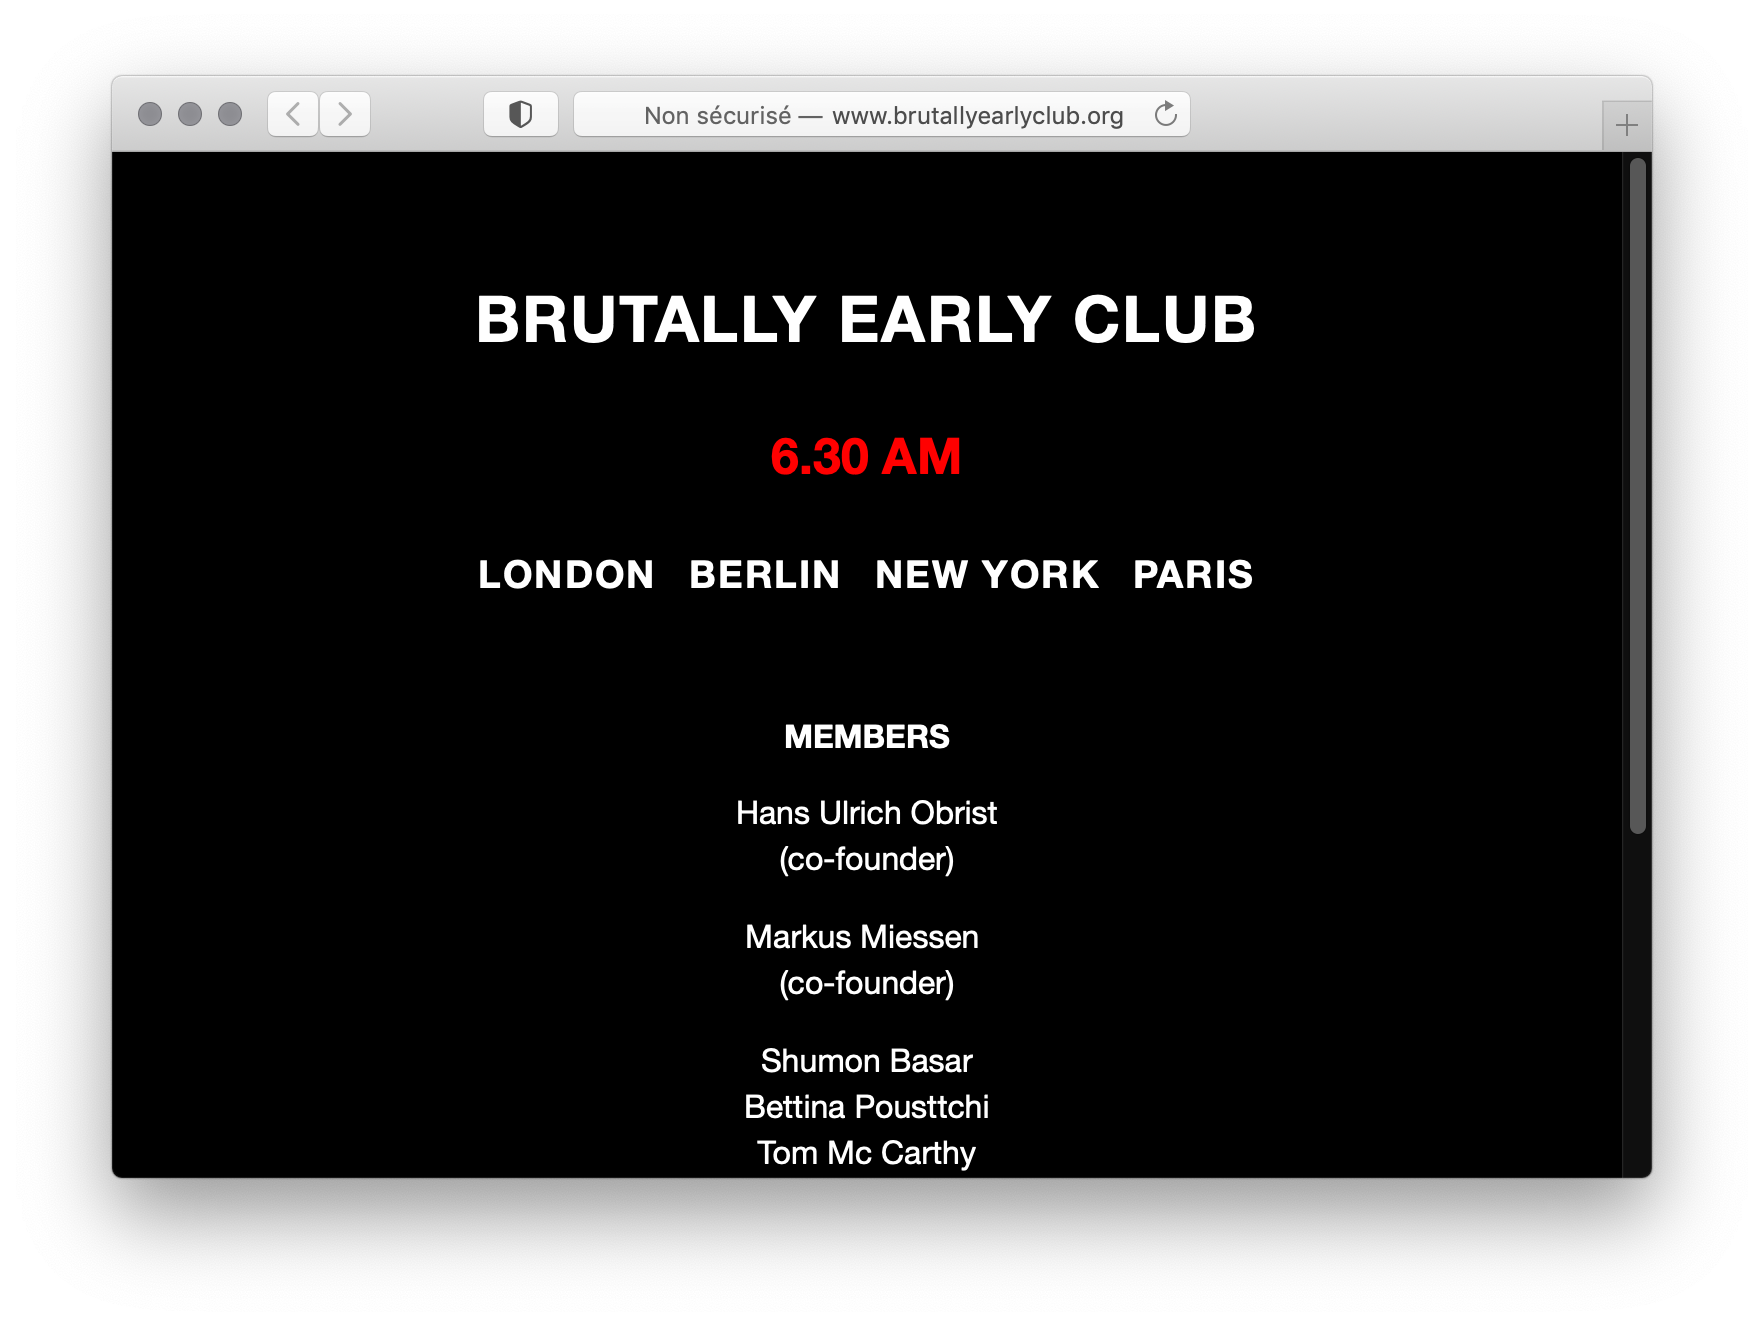 Non sécurisé — www.brutallyearlyclub.org
BRUTALLY EARLY CLUB
6.30 AM
LONDON BERLIN NEW YORK PARIS
MEMBERS
Hans Ulrich Obrist
(co-founder)
Markus Miessen
(co-founder)
Shumon Basar
Bettina Pousttchi
Tom Mc Carthy